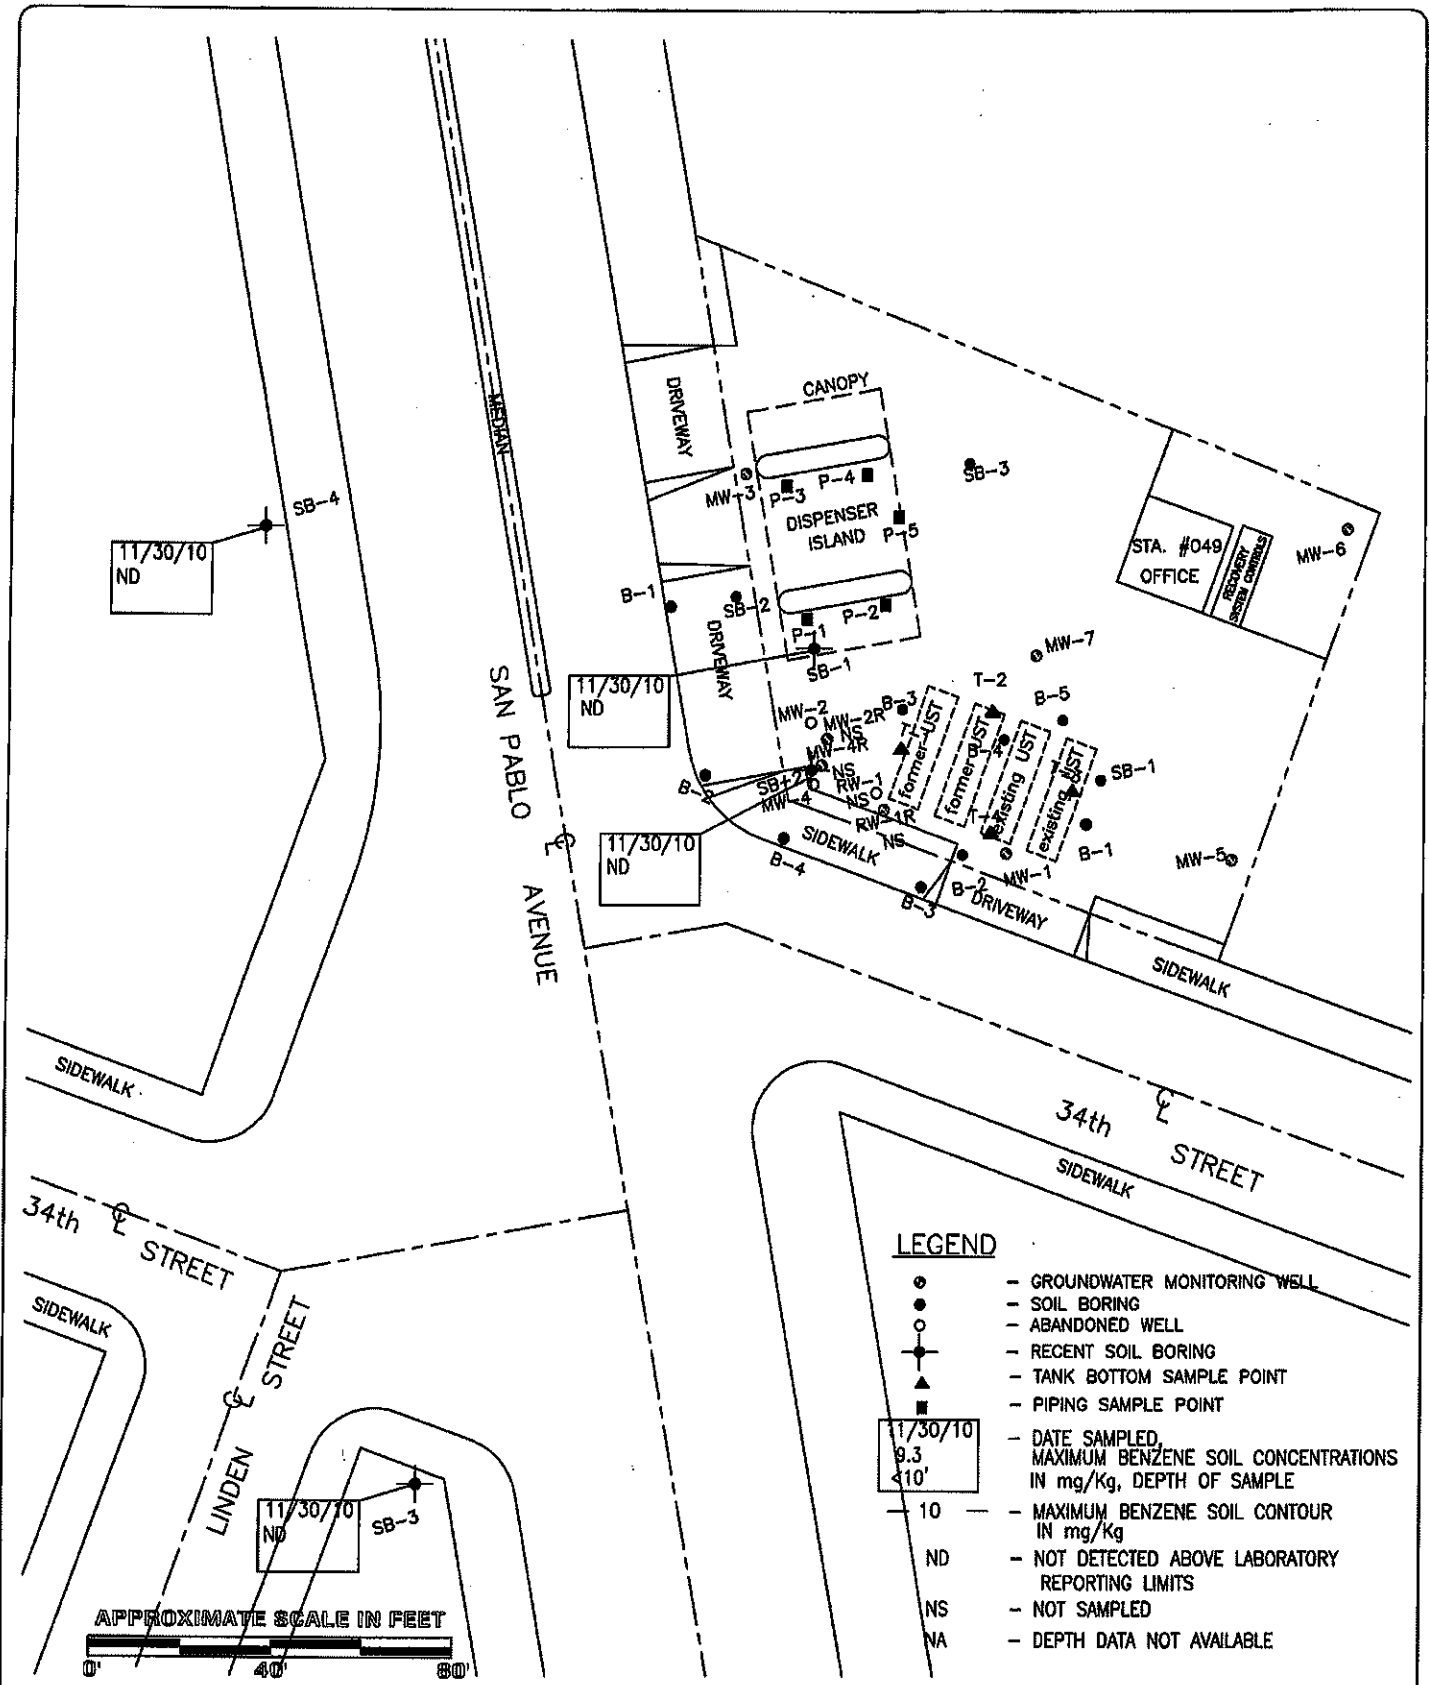 CANOPY
DRIVEWAY
MEDIAN
MW-3
P-3
P-4
SB-3
DISPENSER
ISLAND
P-5
SB-4
11/30/10
ND
STA. #049
OFFICE
RECOVERY
SYSTEM CONTROLS
MW-6
B-1
SB-2
P-1
P-2
DRIVEWAY
SB-1
MW-7
11/30/10
ND
T-2
B-5
MW-2
MW-2R
NS
B-3
MW-4R
NS
former UST
former UST
B-4
existing UST
existing UST
SB-1
B-2
SB-2
MW-4
RW-1
NS
RW-1R
NS
B-1
SAN PABLO
AVENUE
℄
11/30/10
ND
B-4
SIDEWALK
B-3
B-2
MW-1
DRIVEWAY
MW-5
SIDEWALK
SIDEWALK
34th
℄
STREET
SIDEWALK
34th
℄
STREET
SIDEWALK
LINDEN
℄
STREET
11/30/10
ND
SB-3
LEGEND
- GROUNDWATER MONITORING WELL
- SOIL BORING
- ABANDONED WELL
- RECENT SOIL BORING
- TANK BOTTOM SAMPLE POINT
- PIPING SAMPLE POINT
11/30/10
9.3
<10'
- DATE SAMPLED,
MAXIMUM BENZENE SOIL CONCENTRATIONS
IN mg/Kg, DEPTH OF SAMPLE
— 10 — - MAXIMUM BENZENE SOIL CONTOUR
IN mg/Kg
ND - NOT DETECTED ABOVE LABORATORY
REPORTING LIMITS
NS - NOT SAMPLED
NA - DEPTH DATA NOT AVAILABLE
APPROXIMATE SCALE IN FEET
0' 40' 80'